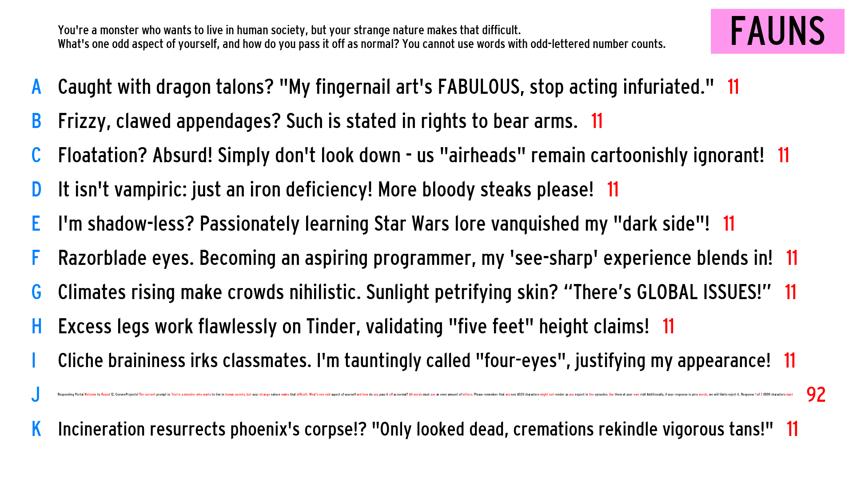 You're a monster who wants to live in human society, but your strange nature makes that difficult.
What's one odd aspect of yourself, and how do you pass it off as normal? You cannot use words with odd-lettered number counts.
FAUNS
A Caught with dragon talons? "My fingernail art's FABULOUS, stop acting infuriated." 11
B Frizzy, clawed appendages? Such is stated in rights to bear arms. 11
C Floatation? Absurd! Simply don't look down - us "airheads" remain cartoonishly ignorant! 11
D It isn't vampiric: just an iron deficiency! More bloody steaks please! 11
E I'm shadow-less? Passionately learning Star Wars lore vanquished my "dark side"! 11
F Razorblade eyes. Becoming an aspiring programmer, my 'see-sharp' experience blends in! 11
G Climates rising make crowds nihilistic. Sunlight petrifying skin? “There’s GLOBAL ISSUES!” 11
H Excess legs work flawlessly on Tinder, validating "five feet" height claims! 11
I Cliche braininess irks classmates. I'm tauntingly called "four-eyes", justifying my appearance! 11
J 92
K Incineration resurrects phoenix's corpse!? "Only looked dead, cremations rekindle vigorous tans!" 11